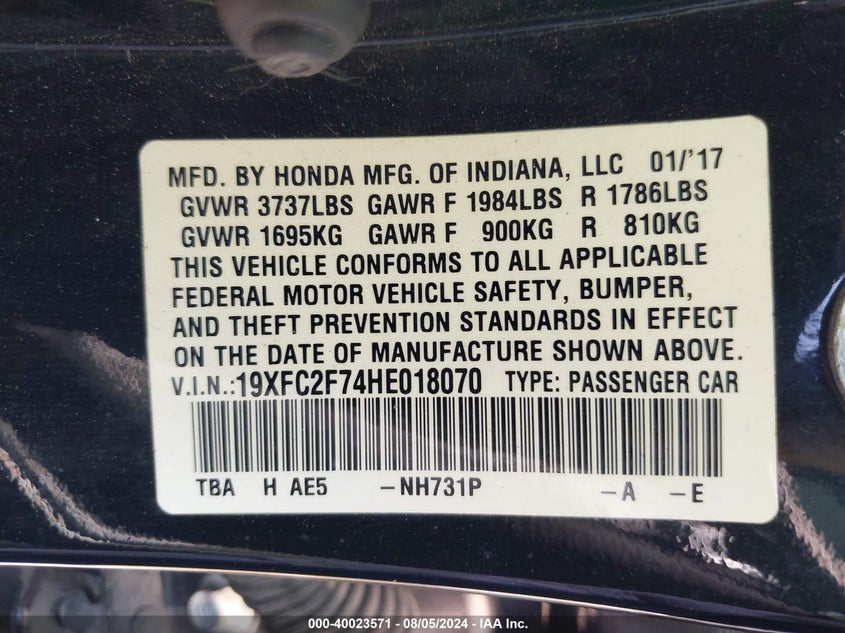 MFD. BY HONDA MFG. OF INDIANA, LLC 01/'17
GVWR 3737LBS GAWR F 1984LBS R 1786LBS
GVWR 1695KG GAWR F 900KG R 810KG
THIS VEHICLE CONFORMS TO ALL APPLICABLE
FEDERAL MOTOR VEHICLE SAFETY, BUMPER,
AND THEFT PREVENTION STANDARDS IN EFFECT
ON THE DATE OF MANUFACTURE SHOWN ABOVE.
V.I.N.:19XFC2F74HE018070 TYPE: PASSENGER CAR
TBA H AE5 -NH731P -A -E
000-40023571 - 08/05/2024 - IAA Inc.